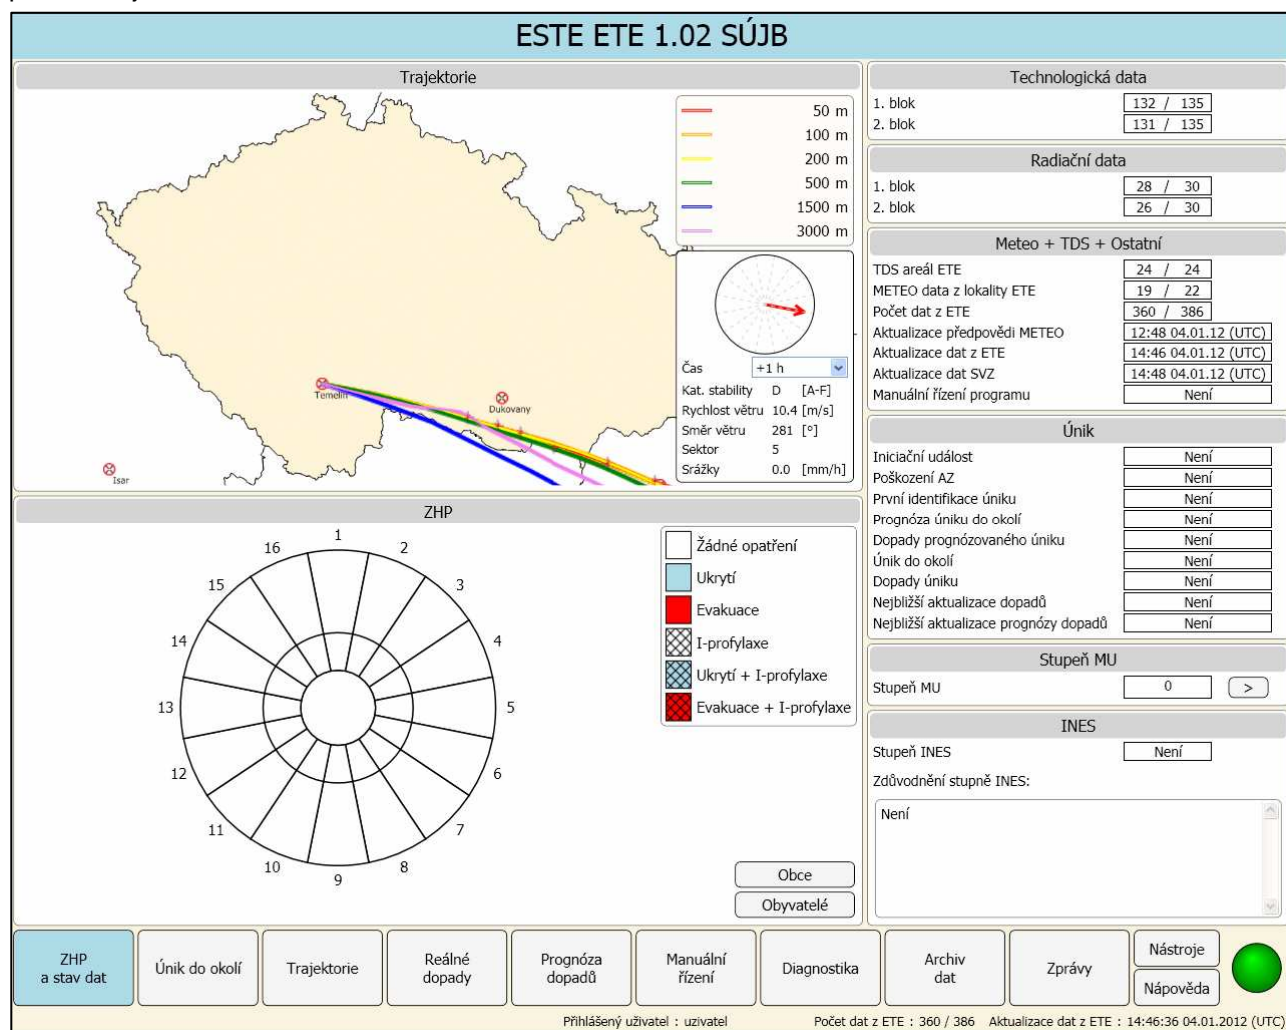 ESTE ETE 1.02 SÚJB
Trajektorie
50 m
100 m
200 m
500 m
1500 m
3000 m
Temelín
Dukovany
Isar
Čas +1 h
Kat. stability D [A-F]
Rychlost větru 10.4 [m/s]
Směr větru 281 [°]
Sektor 5
Srážky 0.0 [mm/h]
ZHP
1
2
3
4
5
6
7
8
9
10
11
12
13
14
15
16
Žádné opatření
Ukrytí
Evakuace
I-profylaxe
Ukrytí + I-profylaxe
Evakuace + I-profylaxe
Obce
Obyvatelé
Technologická data
1. blok 132 / 135
2. blok 131 / 135
Radiační data
1. blok 28 / 30
2. blok 26 / 30
Meteo + TDS + Ostatní
TDS areál ETE 24 / 24
METEO data z lokality ETE 19 / 22
Počet dat z ETE 360 / 386
Aktualizace předpovědi METEO 12:48 04.01.12 (UTC)
Aktualizace dat z ETE 14:46 04.01.12 (UTC)
Aktualizace dat SVZ 14:48 04.01.12 (UTC)
Manuální řízení programu Není
Únik
Iniciační událost Není
Poškození AZ Není
První identifikace úniku Není
Prognóza úniku do okolí Není
Dopady prognózovaného úniku Není
Únik do okolí Není
Dopady úniku Není
Nejbližší aktualizace dopadů Není
Nejbližší aktualizace prognózy dopadů Není
Stupeň MU
Stupeň MU 0 >
INES
Stupeň INES Není
Zdůvodnění stupně INES:
Není
ZHP
a stav dat
Únik do okolí
Trajektorie
Reálné
dopady
Prognóza
dopadů
Manuální
řízení
Diagnostika
Archiv
dat
Zprávy
Nástroje
Nápověda
Přihlášený uživatel : uzivatel Počet dat z ETE : 360 / 386 Aktualizace dat z ETE : 14:46:36 04.01.2012 (UTC)